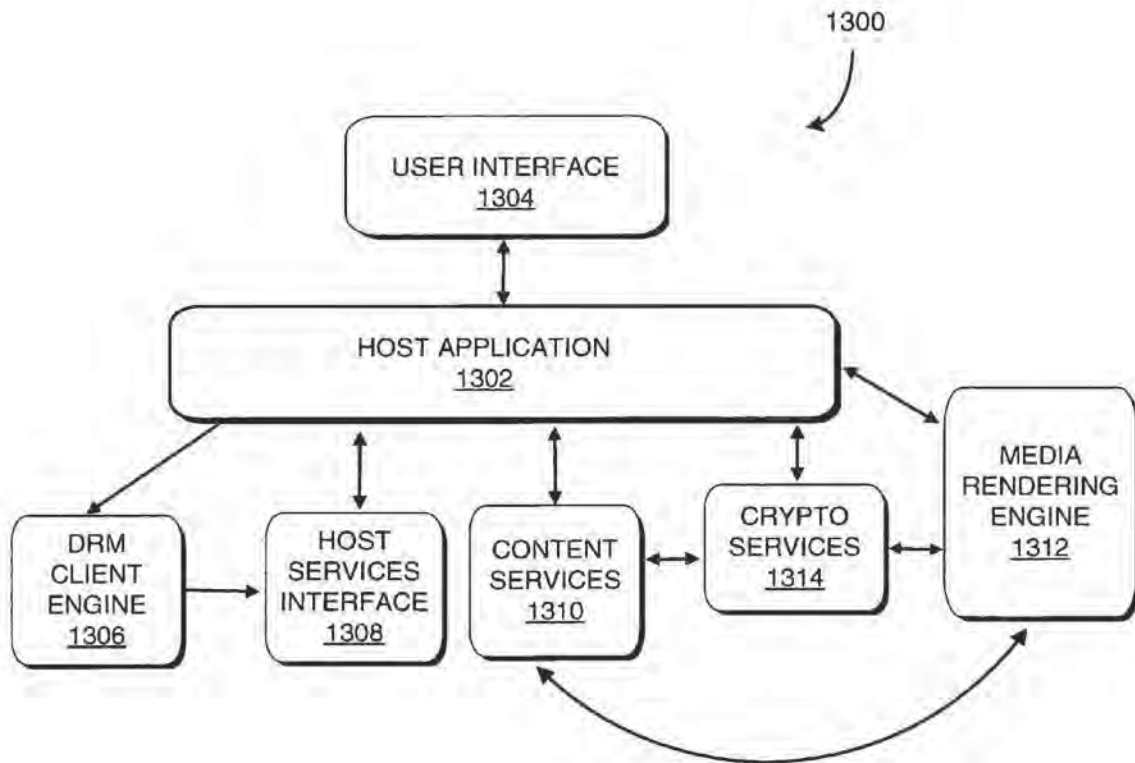 1300
USER INTERFACE
1304
HOST APPLICATION
1302
DRM
CLIENT
ENGINE
1306
HOST
SERVICES
INTERFACE
1308
CONTENT
SERVICES
1310
CRYPTO
SERVICES
1314
MEDIA
RENDERING
ENGINE
1312